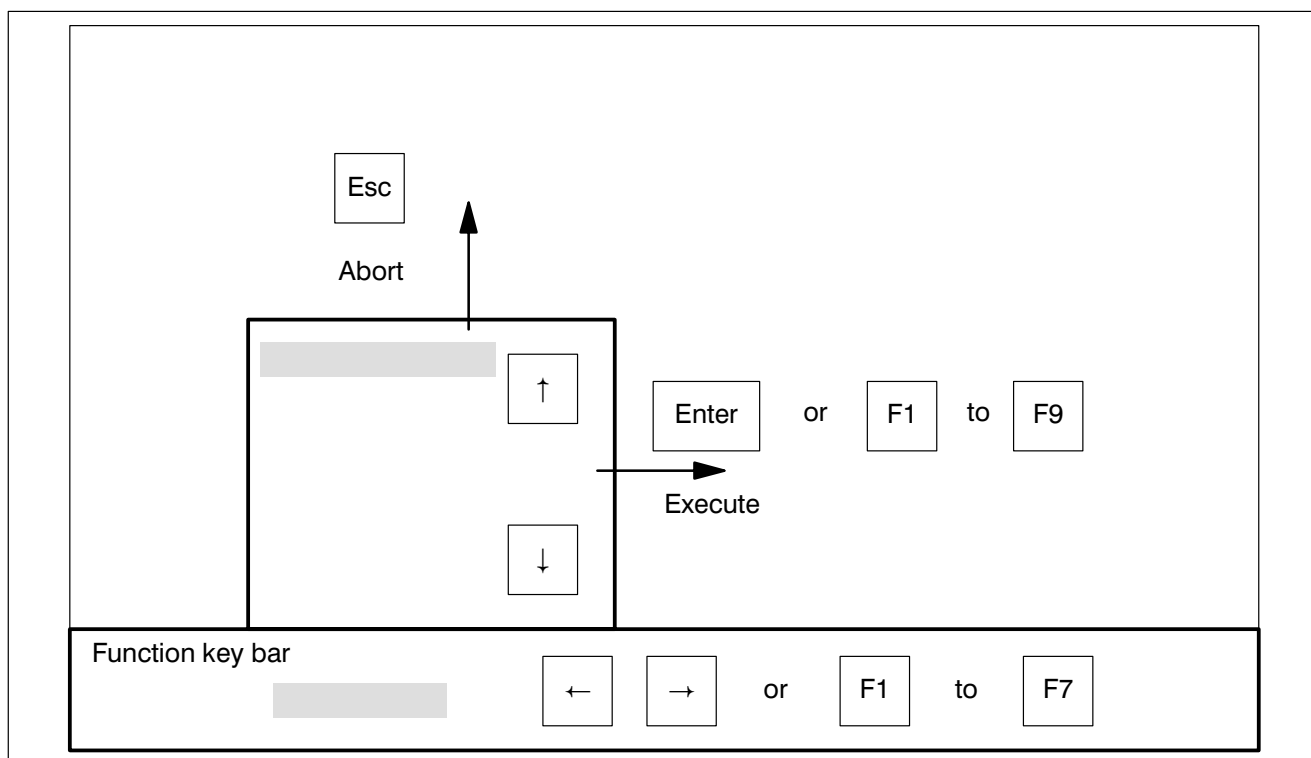 Esc
Abort
↑
Enter or F1 to F9
Execute
↓
Function key bar
← → or F1 to F7